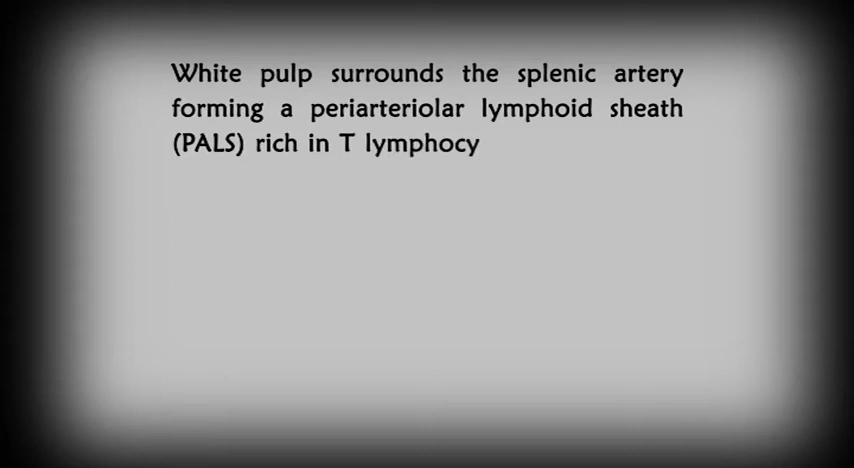 White pulp surrounds the splenic artery
forming a periarteriolar lymphoid sheath
(PALS) rich in T lymphocy